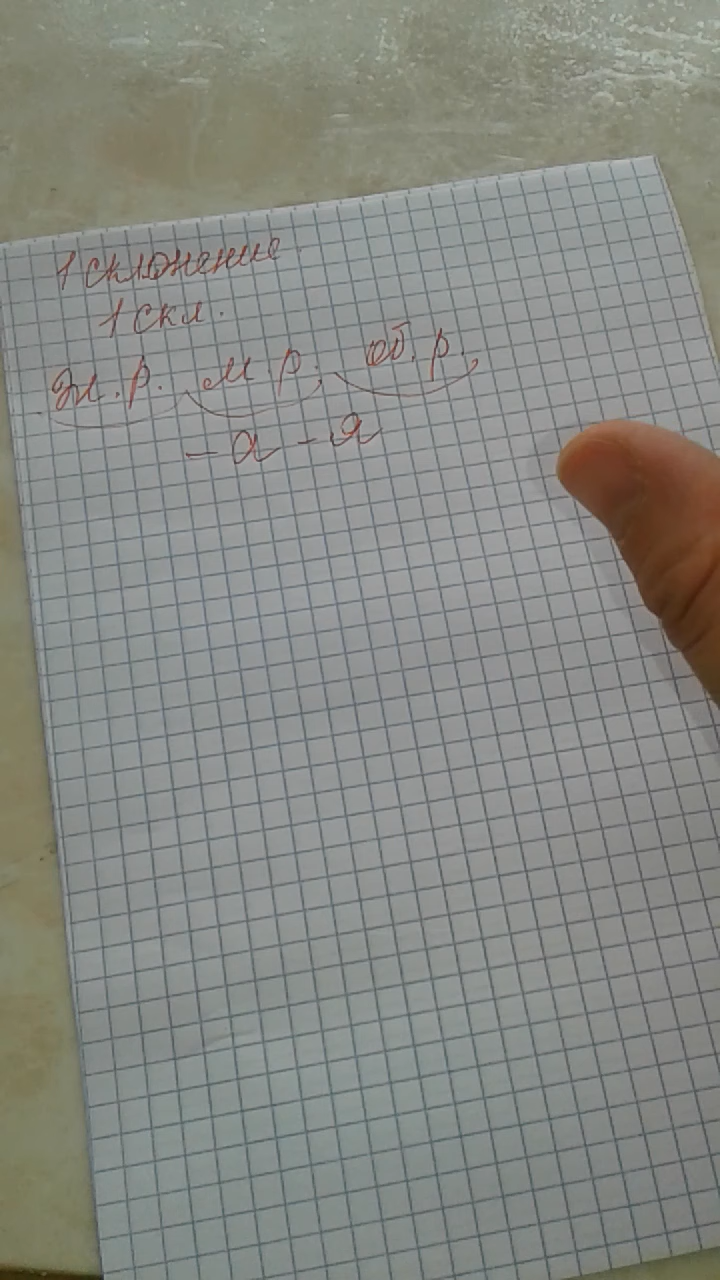 1 склонение
1 скл.
ж. р. м р, об. р.,
- а - я